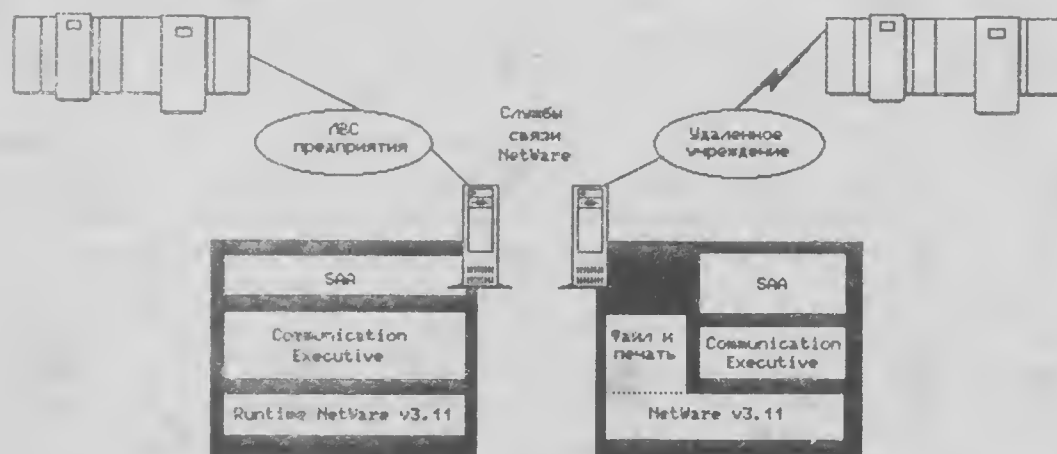 ЛВС
предприятия
Службы
связи
NetWare
Удаленное
учреждение
SAA
Communication
Executive
Runtime NetWare v3.11
SAA
Файл и
печать
Communication
Executive
NetWare v3.11